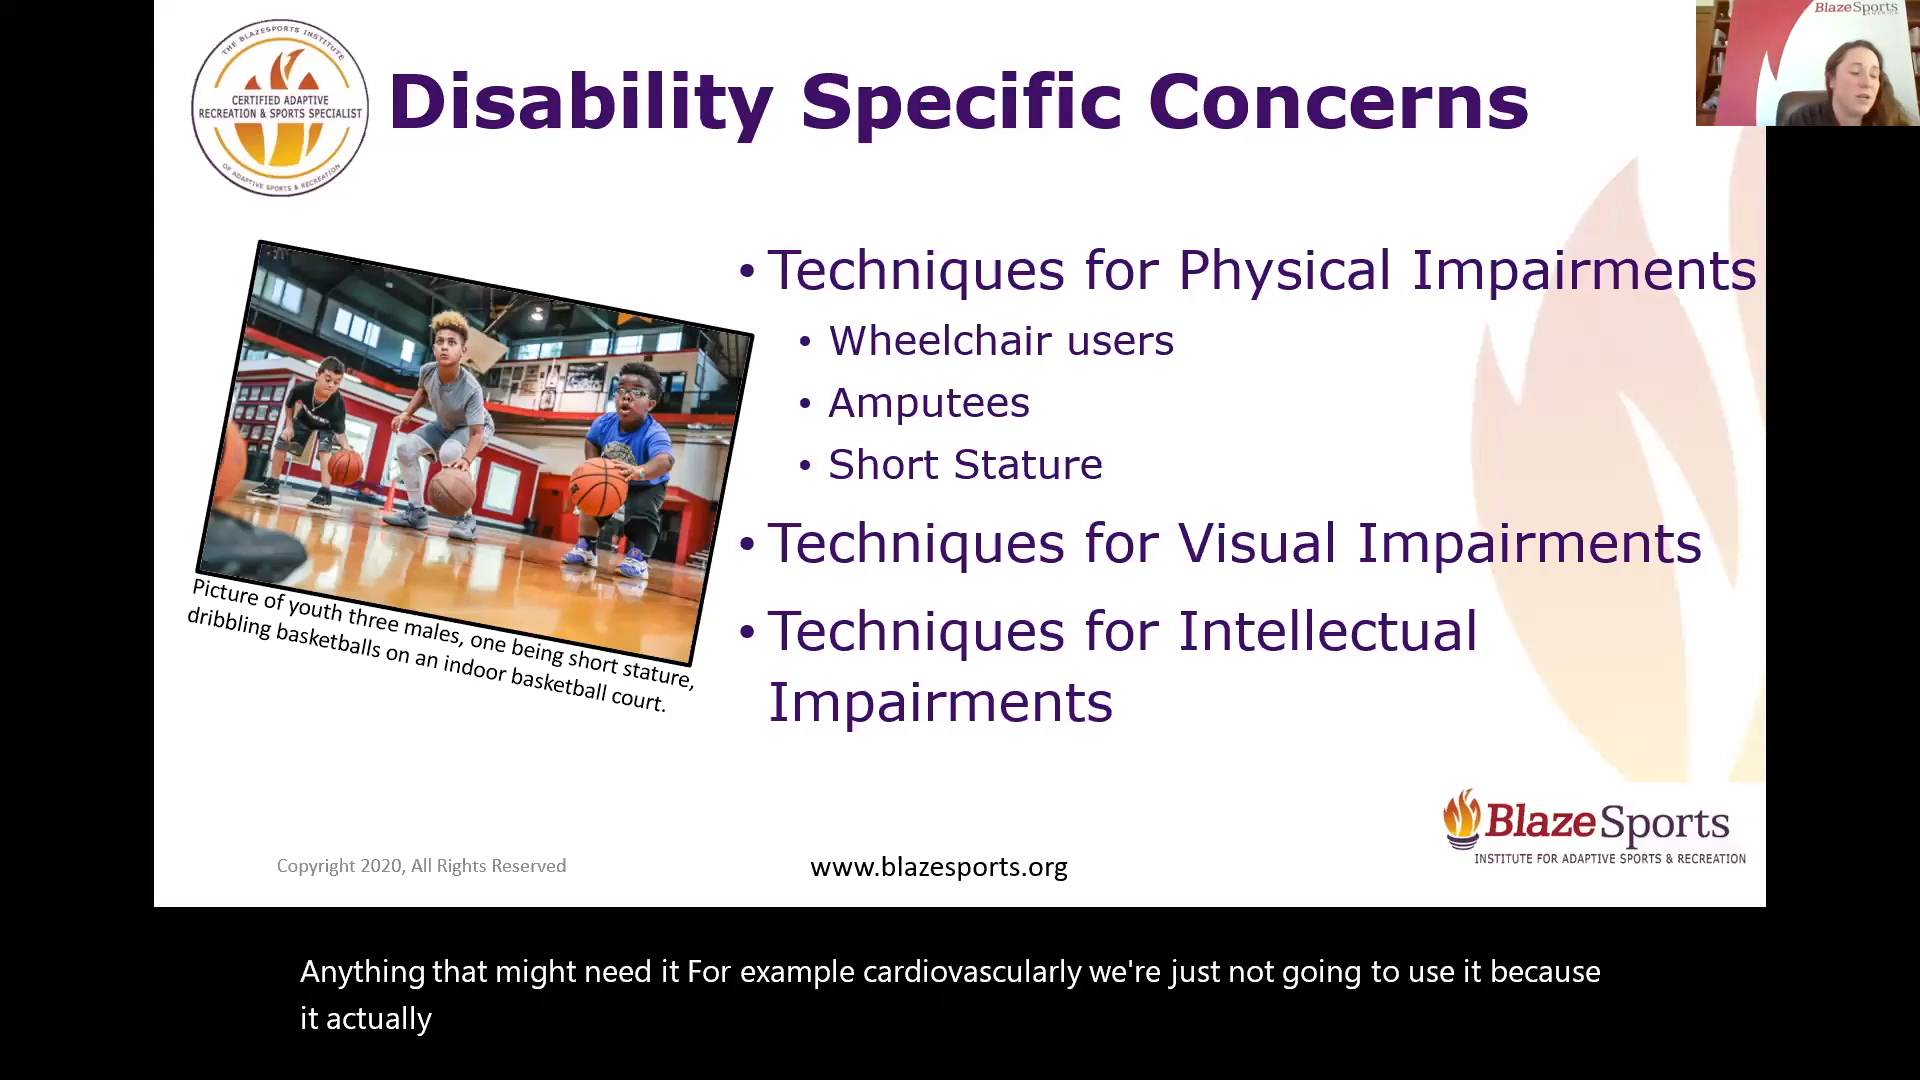 THE BLAZESPORTS INSTITUTE
CERTIFIED ADAPTIVE
RECREATION & SPORTS SPECIALIST
OF ADAPTIVE SPORTS & RECREATION
Disability Specific Concerns
BlazeSports
AMERICA
• Techniques for Physical Impairments
• Wheelchair users
• Amputees
• Short Stature
• Techniques for Visual Impairments
• Techniques for Intellectual
Impairments
Picture of youth three males, one being short stature,
dribbling basketballs on an indoor basketball court.
BlazeSports
INSTITUTE FOR ADAPTIVE SPORTS & RECREATION
Copyright 2020, All Rights Reserved
www.blazesports.org
Anything that might need it For example cardiovascularly we're just not going to use it because
it actually